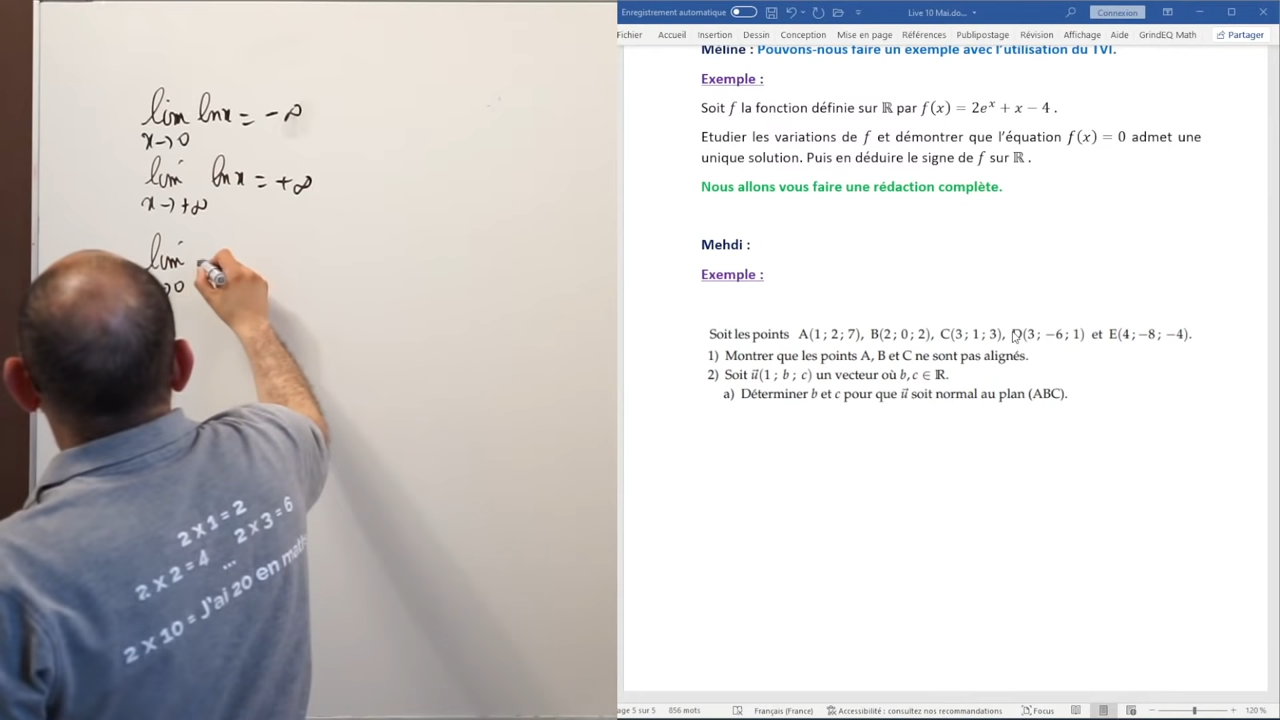 lim ln x = -∞
x→0
lim ln x = +∞
x→+∞
lim
→0
2 x 1 = 2
2 x 2 = 4 2 x 3 = 6
...
2 x 10 = J'ai 20 en math
Enregistrement automatique Live 10 Mai.do... Connexion
Fichier Accueil Insertion Dessin Conception Mise en page Références Publipostage Révision Affichage Aide GrindEQ Math Partager
Méline : Pouvons-nous faire un exemple avec l'utilisation du TVI.
Exemple :
Soit f la fonction définie sur ℝ par f(x) = 2eˣ + x − 4 .
Etudier les variations de f et démontrer que l'équation f(x) = 0 admet une
unique solution. Puis en déduire le signe de f sur ℝ .
Nous allons vous faire une rédaction complète.
Mehdi :
Exemple :
Soit les points A(1 ; 2 ; 7), B(2 ; 0 ; 2), C(3 ; 1 ; 3), D(3 ; −6 ; 1) et E(4 ; −8 ; −4).
1) Montrer que les points A, B et C ne sont pas alignés.
2) Soit u⃗(1 ; b ; c) un vecteur où b, c ∈ ℝ.
a) Déterminer b et c pour que u⃗ soit normal au plan (ABC).
age 5 sur 5 856 mots Français (France) Accessibilité : consultez nos recommandations Focus 120 %